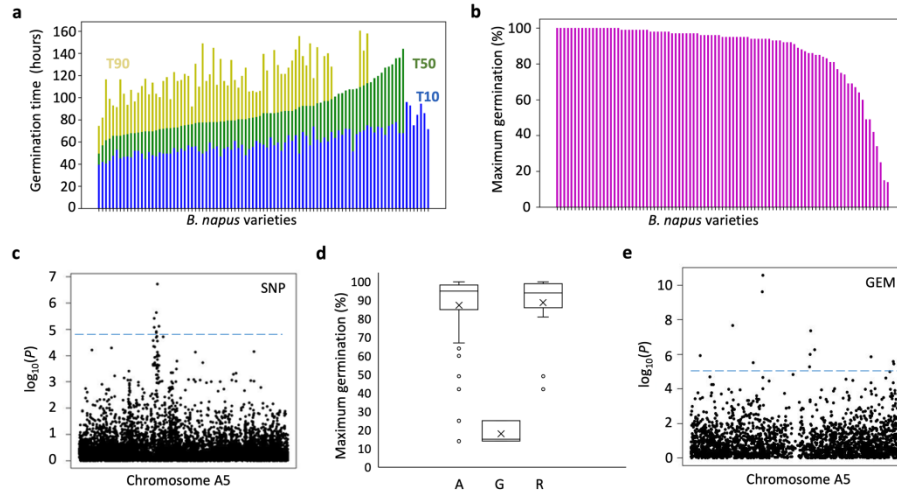 a
Germination time (hours)
160
140
120
100
80
60
40
20
0
T90
T50
T10
B. napus varieties
b
Maximum germination (%)
100
80
60
40
20
0
B. napus varieties
c
log10(P)
7
6
5
4
3
2
1
0
SNP
Chromosome A5
d
Maximum germination (%)
100
90
80
70
60
50
40
30
20
10
0
A G R
e
log10(P)
10
8
6
4
2
0
GEM
Chromosome A5